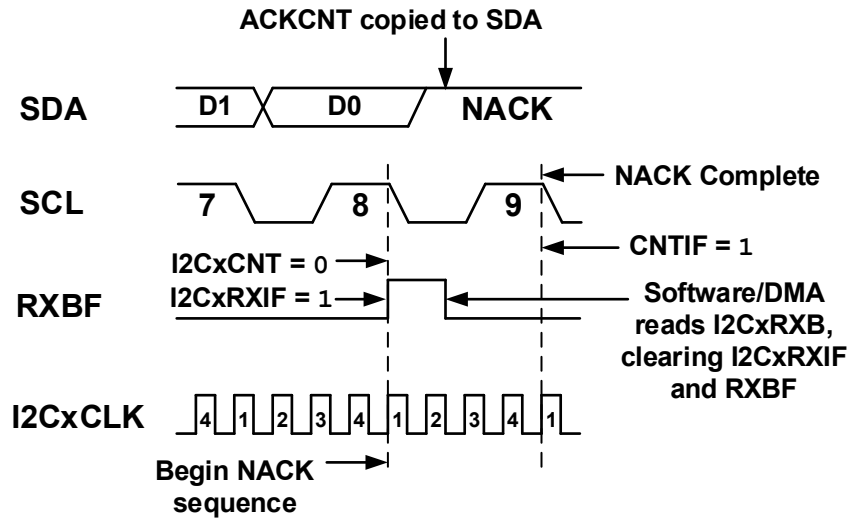 ACKCNT copied to SDA
SDA
D1
D0
NACK
SCL
7
8
9
NACK Complete
I2CxCNT = 0
CNTIF = 1
RXBF
I2CxRXIF = 1
Software/DMA
reads I2CxRXB,
clearing I2CxRXIF
and RXBF
I2CxCLK
4 1 2 3 4 1 2 3 4 1
Begin NACK
sequence